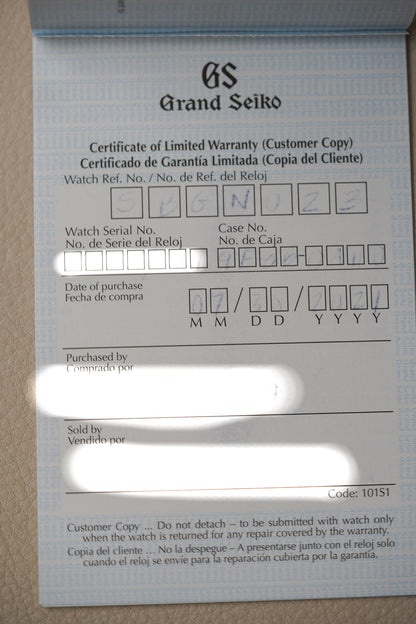 GS
Grand Seiko
Certificate of Limited Warranty (Customer Copy)
Certificado de Garantía Limitada (Copia del Cliente)
Watch Ref. No. / No. de Ref. del Reloj
S B G N 0 2 3
Watch Serial No. Case No.
No. de Serie del Reloj No. de Caja
Date of purchase
Fecha de compra
M M D D Y Y Y Y
Purchased by
Comprado por
Sold by
Vendido por
Code: 101S1
Customer Copy ... Do not detach – to be submitted with watch only
when the watch is returned for any repair covered by the warranty.
Copia del cliente ... No la despegue – A presentarse junto con el reloj solo
cuando el reloj se envíe para la reparación cubierta por la garantía.